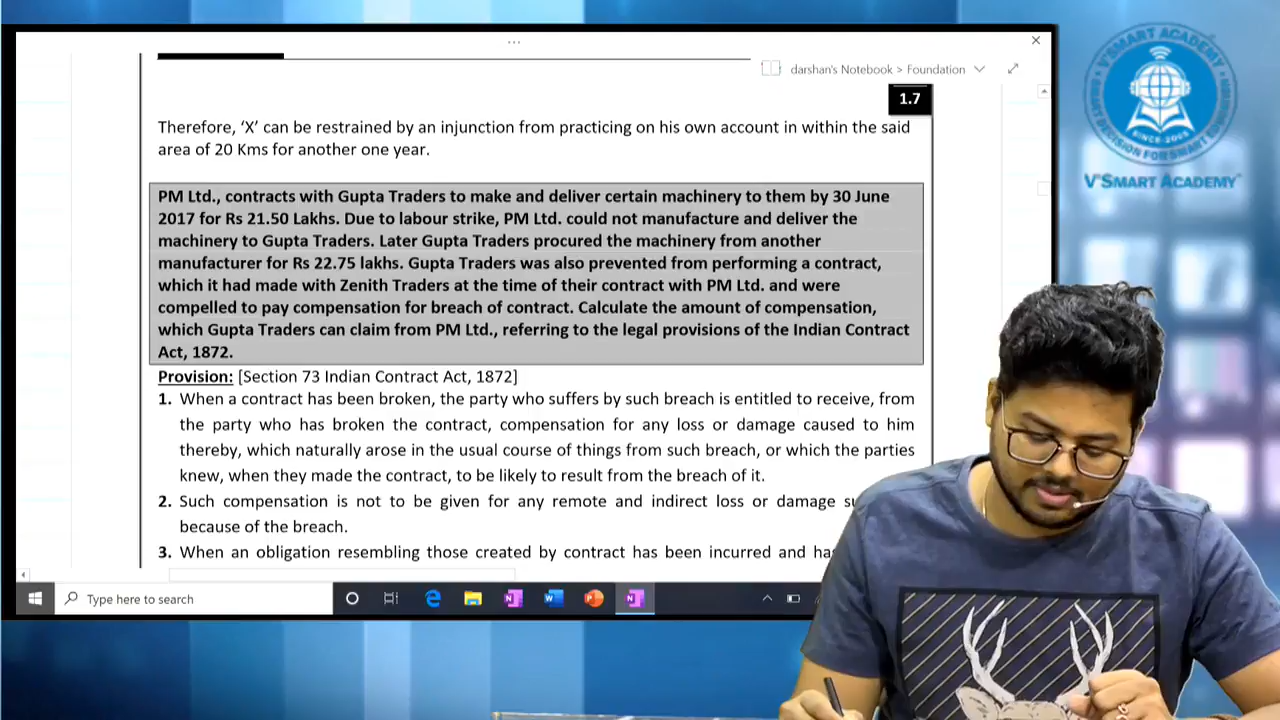 ...
darshan's Notebook > Foundation
1.7
Therefore, ‘X’ can be restrained by an injunction from practicing on his own account in within the said
area of 20 Kms for another one year.
PM Ltd., contracts with Gupta Traders to make and deliver certain machinery to them by 30 June
2017 for Rs 21.50 Lakhs. Due to labour strike, PM Ltd. could not manufacture and deliver the
machinery to Gupta Traders. Later Gupta Traders procured the machinery from another
manufacturer for Rs 22.75 lakhs. Gupta Traders was also prevented from performing a contract,
which it had made with Zenith Traders at the time of their contract with PM Ltd. and were
compelled to pay compensation for breach of contract. Calculate the amount of compensation,
which Gupta Traders can claim from PM Ltd., referring to the legal provisions of the Indian Contract
Act, 1872.
Provision: [Section 73 Indian Contract Act, 1872]
1. When a contract has been broken, the party who suffers by such breach is entitled to receive, from
the party who has broken the contract, compensation for any loss or damage caused to him
thereby, which naturally arose in the usual course of things from such breach, or which the parties
knew, when they made the contract, to be likely to result from the breach of it.
2. Such compensation is not to be given for any remote and indirect loss or damage su
because of the breach.
3. When an obligation resembling those created by contract has been incurred and ha
Type here to search
V'SMART ACADEMY
SINCE-2005
V'SMART ACADEMY